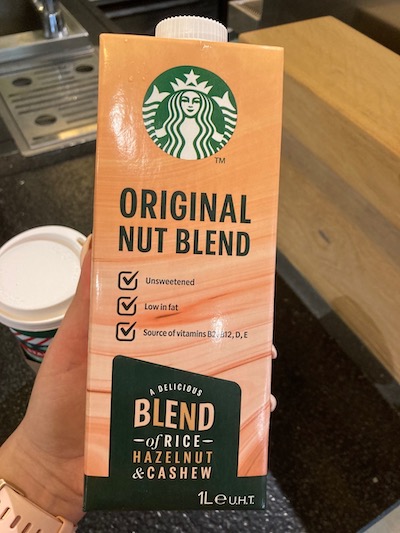 TM
ORIGINAL
NUT BLEND
Unsweetened
Low in fat
Source of vitamins B2, B12, D, E
A DELICIOUS
BLEND
of RICE
HAZELNUT
& CASHEW
1L e U.H.T.